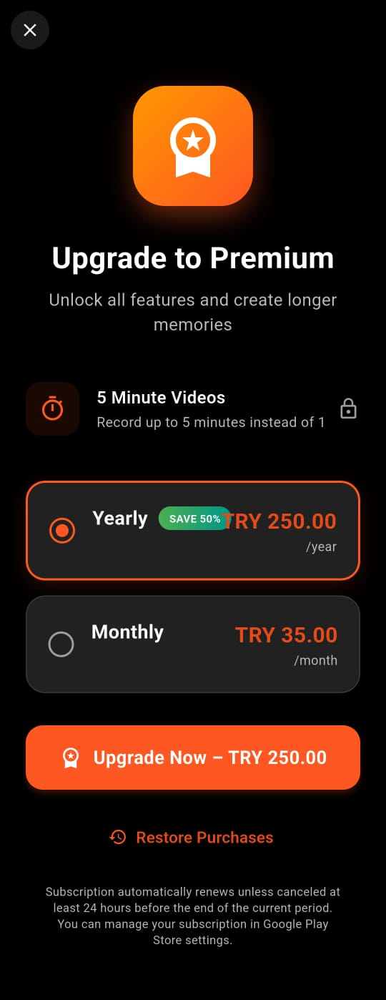 Upgrade to Premium
Unlock all features and create longer
memories
5 Minute Videos
Record up to 5 minutes instead of 1
Yearly SAVE 50% TRY 250.00
/year
Monthly TRY 35.00
/month
Upgrade Now – TRY 250.00
Restore Purchases
Subscription automatically renews unless canceled at
least 24 hours before the end of the current period.
You can manage your subscription in Google Play
Store settings.